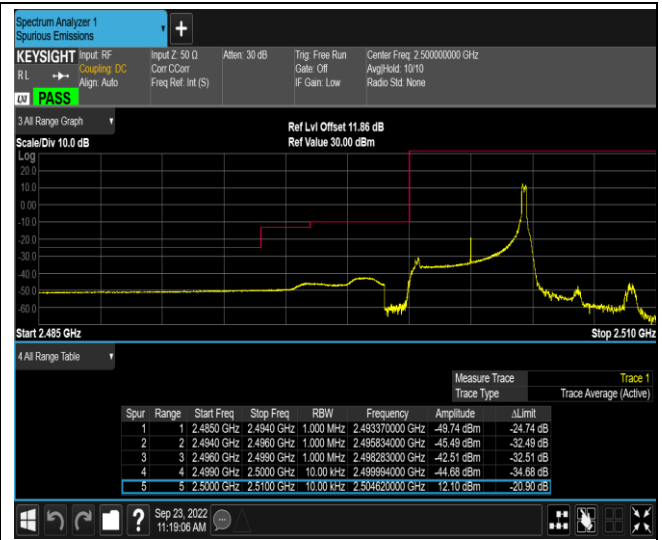 Spectrum Analyzer 1
Spurious Emissions
+
KEYSIGHT Input: RF Input Z: 50 Ω Atten: 30 dB Trig: Free Run Center Freq: 2.500000000 GHz
R L Coupling: DC Corr CCorr Gate: Off Avg|Hold: 10/10
Align: Auto Freq Ref: Int (S) IF Gain: Low Radio Std: None
PASS
3 All Range Graph
Ref Lvl Offset 11.86 dB
Scale/Div 10.0 dB Ref Value 30.00 dBm
Log
20.0
10.0
0.00
-10.0
-20.0
-30.0
-40.0
-50.0
-60.0
Start 2.485 GHz Stop 2.510 GHz
4 All Range Table
Measure Trace Trace 1
Trace Type Trace Average (Active)
Spur Range Start Freq Stop Freq RBW Frequency Amplitude ΔLimit
1 1 2.4850 GHz 2.4940 GHz 1.000 MHz 2.493370000 GHz -49.74 dBm -24.74 dB
2 2 2.4940 GHz 2.4960 GHz 1.000 MHz 2.495834000 GHz -45.49 dBm -32.49 dB
3 3 2.4960 GHz 2.4990 GHz 1.000 MHz 2.498283000 GHz -42.51 dBm -32.51 dB
4 4 2.4990 GHz 2.5000 GHz 10.00 kHz 2.499994000 GHz -44.68 dBm -34.68 dB
5 5 2.5000 GHz 2.5100 GHz 10.00 kHz 2.504620000 GHz 12.10 dBm -20.90 dB
?
Sep 23, 2022
11:19:06 AM